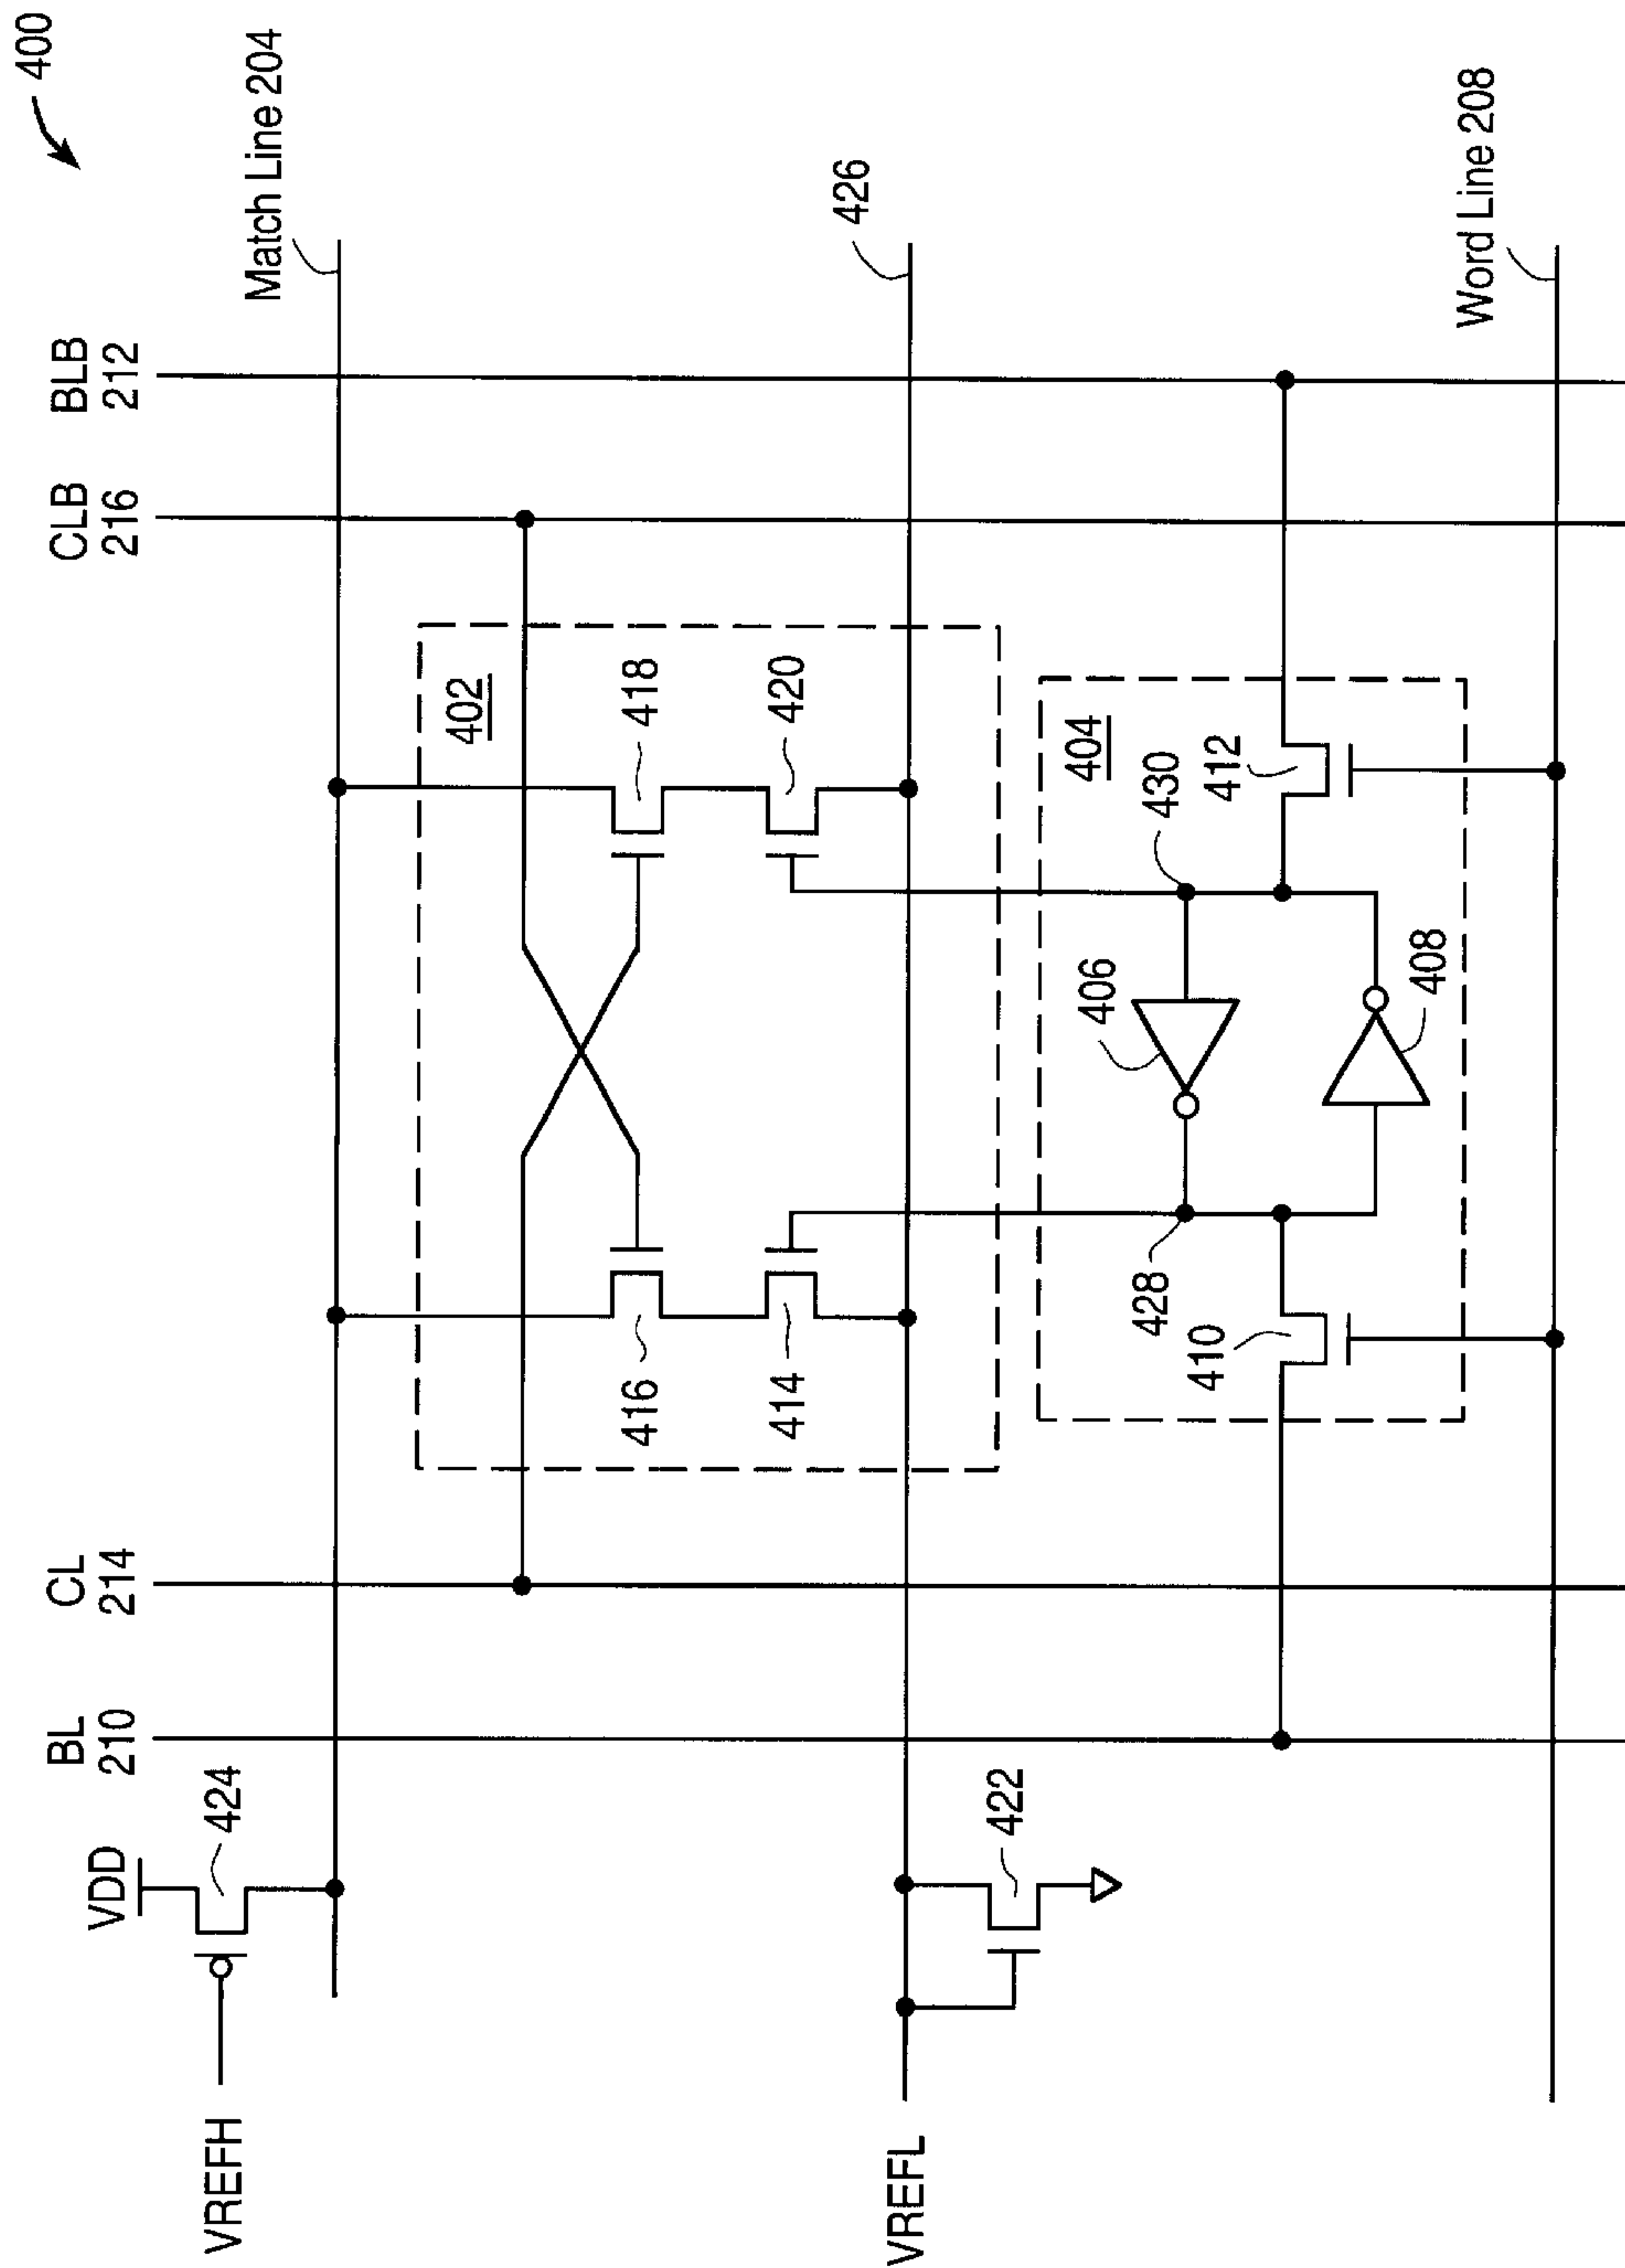 400
Match Line 204
BL
210
CL
214
CLB
216
BLB
212
VDD
424
VREFH
402
416
418
414
420
426
VREFL
422
404
428
430
406
410
412
408
Word Line 208